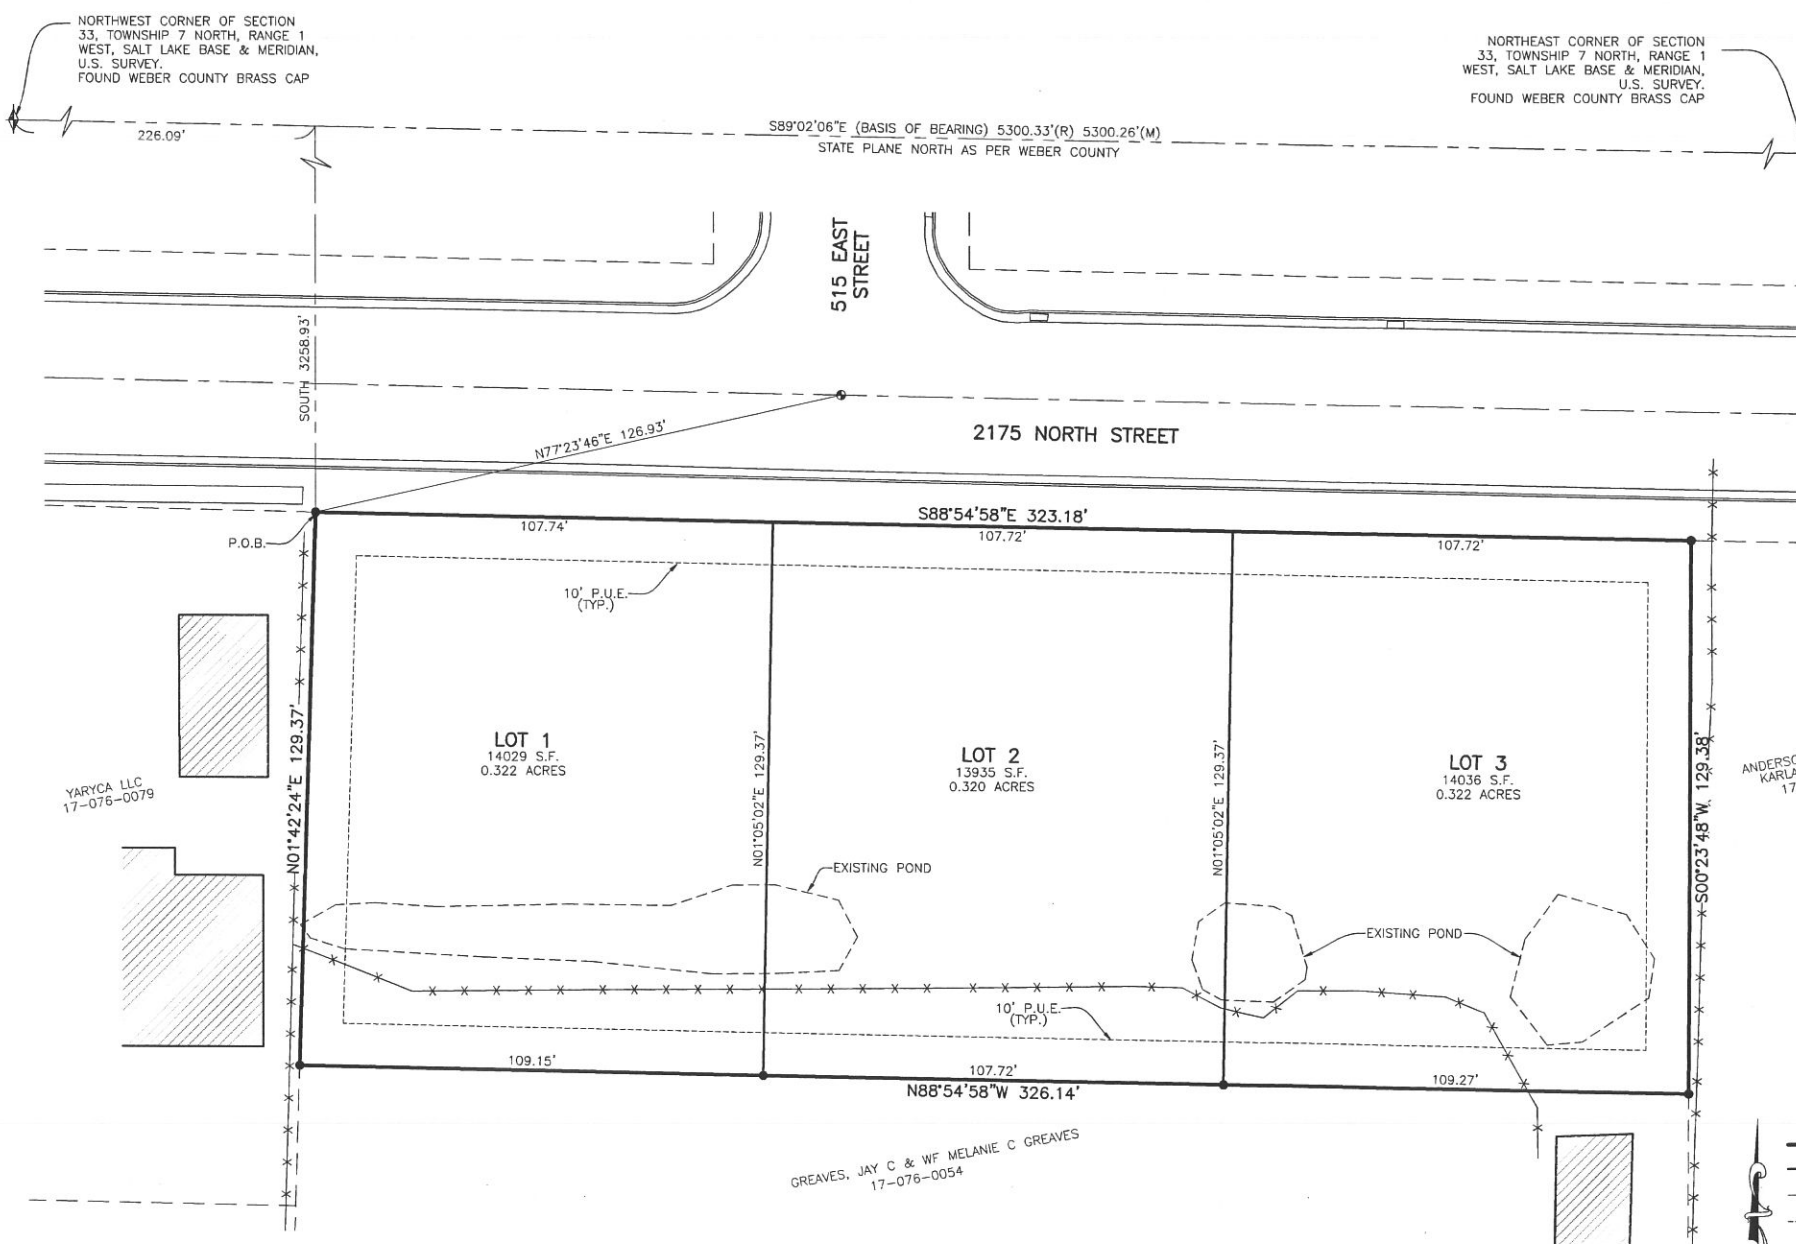 NORTHWEST CORNER OF SECTION
33, TOWNSHIP 7 NORTH, RANGE 1
WEST, SALT LAKE BASE & MERIDIAN,
U.S. SURVEY.
FOUND WEBER COUNTY BRASS CAP
NORTHEAST CORNER OF SECTION
33, TOWNSHIP 7 NORTH, RANGE 1
WEST, SALT LAKE BASE & MERIDIAN,
U.S. SURVEY.
FOUND WEBER COUNTY BRASS CAP
226.09'
S89°02'06"E (BASIS OF BEARING) 5300.33'(R) 5300.26'(M)
STATE PLANE NORTH AS PER WEBER COUNTY
515 EAST
STREET
SOUTH 3258.93'
N77°23'46"E 126.93'
2175 NORTH STREET
P.O.B.
S88°54'58"E 323.18'
107.74'
107.72'
107.72'
10' P.U.E.
(TYP.)
LOT 1
14029 S.F.
0.322 ACRES
LOT 2
13935 S.F.
0.320 ACRES
LOT 3
14036 S.F.
0.322 ACRES
N01°42'24"E 129.37'
N01°05'02"E 129.37'
N01°05'02"E 129.37'
S00°23'48"W 129.38'
YARYCA LLC
17-076-0079
ANDERSO
KARLA
17
EXISTING POND
EXISTING POND
10' P.U.E.
(TYP.)
109.15'
107.72'
109.27'
N88°54'58"W 326.14'
GREAVES, JAY C & WF MELANIE C GREAVES
17-076-0054